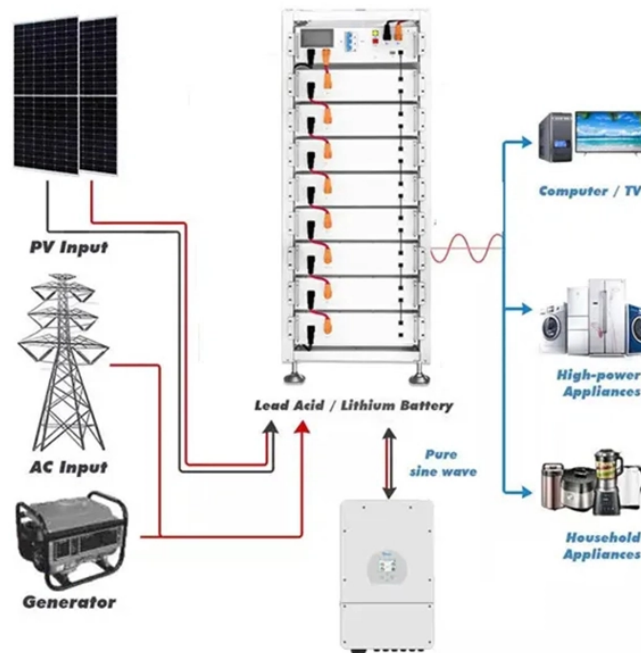 PV Input
AC Input
Generator
Lead Acid / Lithium Battery
Pure
sine wave
Computer / TV
High-power
Appliances
Household
Appliances